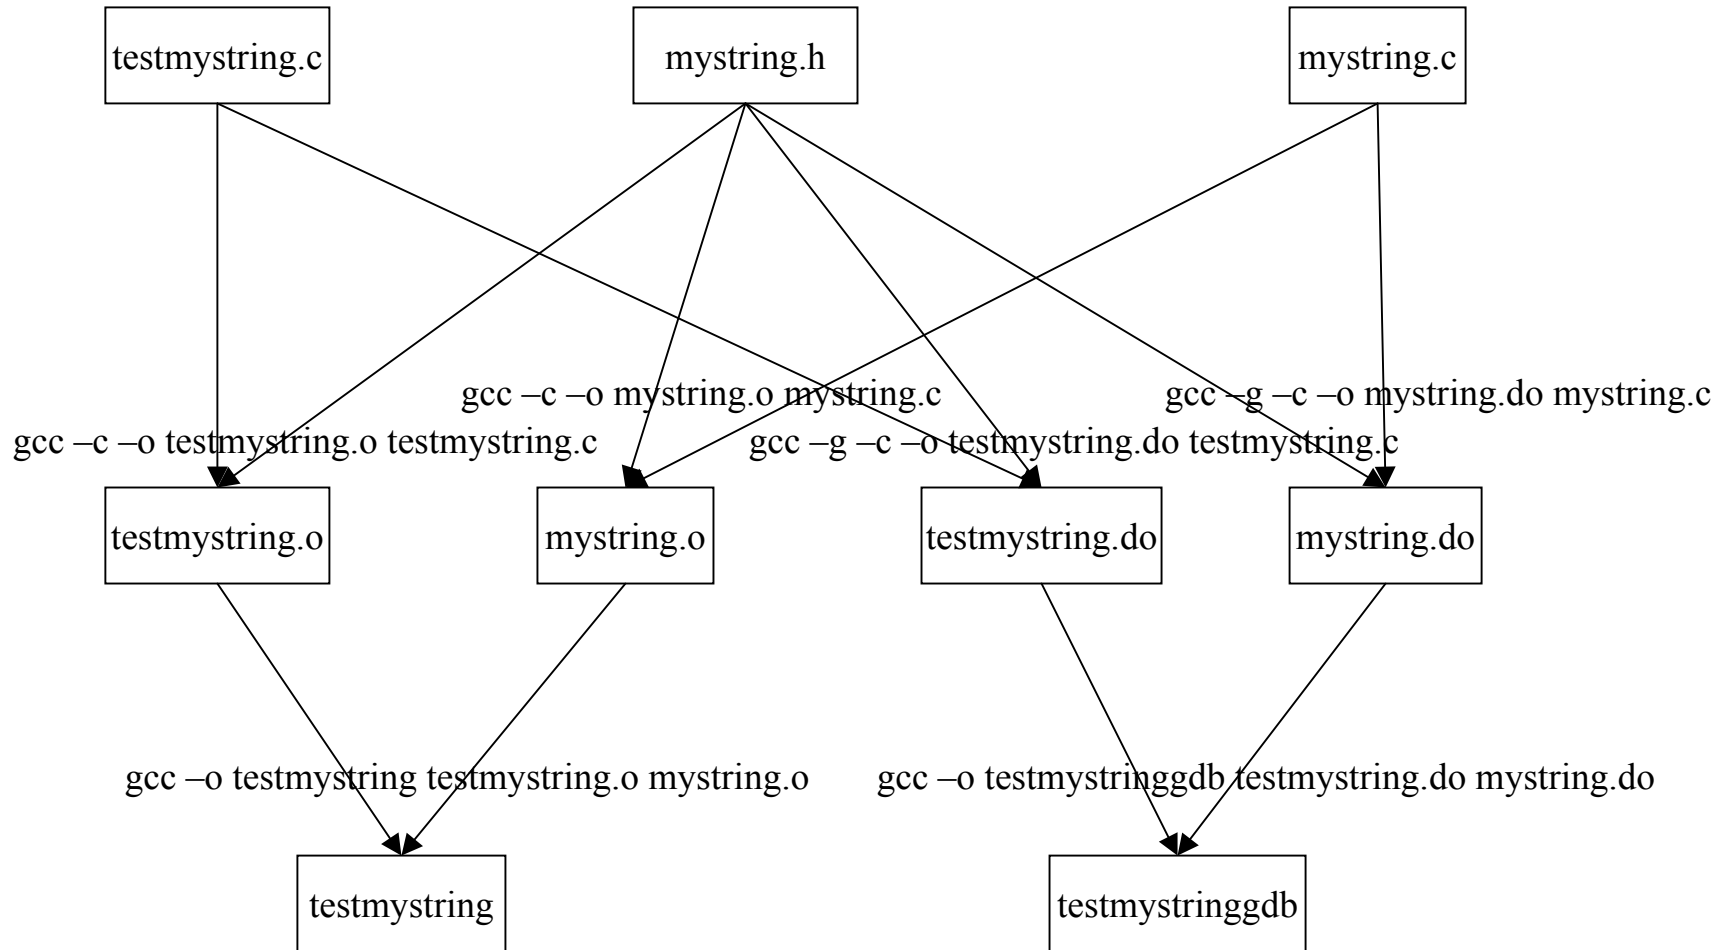 testmystring.c
mystring.h
mystring.c
gcc –c –o mystring.o mystring.c
gcc –g –c –o mystring.do mystring.c
gcc –c –o testmystring.o testmystring.c
gcc –g –c –o testmystring.do testmystring.c
testmystring.o
mystring.o
testmystring.do
mystring.do
gcc –o testmystring testmystring.o mystring.o
gcc –o testmystringgdb testmystring.do mystring.do
testmystring
testmystringgdb